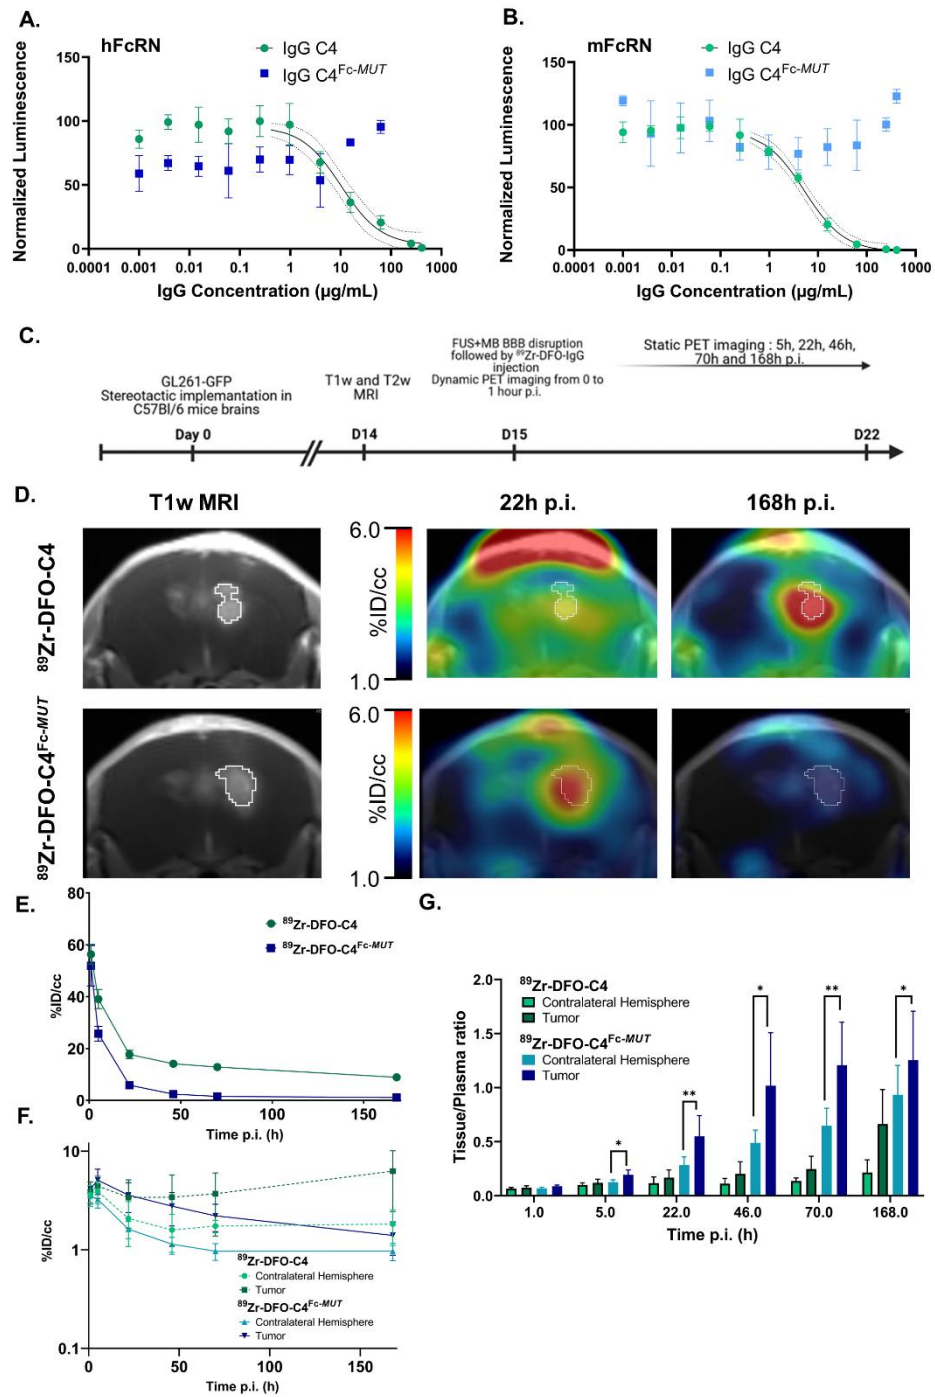 A.
hFcRN
IgG C4
IgG C4Fc-MUT
Normalized Luminescence
150
100
50
0
0.0001 0.001 0.01 0.1 1 10 100 1000
IgG Concentration (µg/mL)
B.
mFcRN
IgG C4
IgG C4Fc-MUT
Normalized Luminescence
150
100
50
0
0.0001 0.001 0.01 0.1 1 10 100 1000
IgG Concentration (µg/mL)
C.
GL261-GFP
Stereotactic implemantation in
C57Bl/6 mice brains
T1w and T2w
MRI
FUS+MB BBB disruption
followed by 89Zr-DFO-IgG
injection
Dynamic PET imaging from 0 to
1 hour p.i.
Static PET imaging : 5h, 22h, 46h,
70h and 168h p.i.
Day 0
D14
D15
D22
D.
T1w MRI
22h p.i.
168h p.i.
89Zr-DFO-C4
6.0
%ID/cc
1.0
89Zr-DFO-C4Fc-MUT
6.0
%ID/cc
1.0
E.
80
60
40
20
0
%ID/cc
89Zr-DFO-C4
89Zr-DFO-C4Fc-MUT
0 50 100 150
Time p.i. (h)
F.
10
1
0.1
%ID/cc
89Zr-DFO-C4
Contralateral Hemisphere
Tumor
89Zr-DFO-C4Fc-MUT
Contralateral Hemisphere
Tumor
0 50 100 150
Time p.i. (h)
G.
2.0
1.5
1.0
0.5
0.0
Tissue/Plasma ratio
89Zr-DFO-C4
Contralateral Hemisphere
Tumor
89Zr-DFO-C4Fc-MUT
Contralateral Hemisphere
Tumor
*
**
*
**
*
1.0 5.0 22.0 46.0 70.0 168.0
Time p.i. (h)